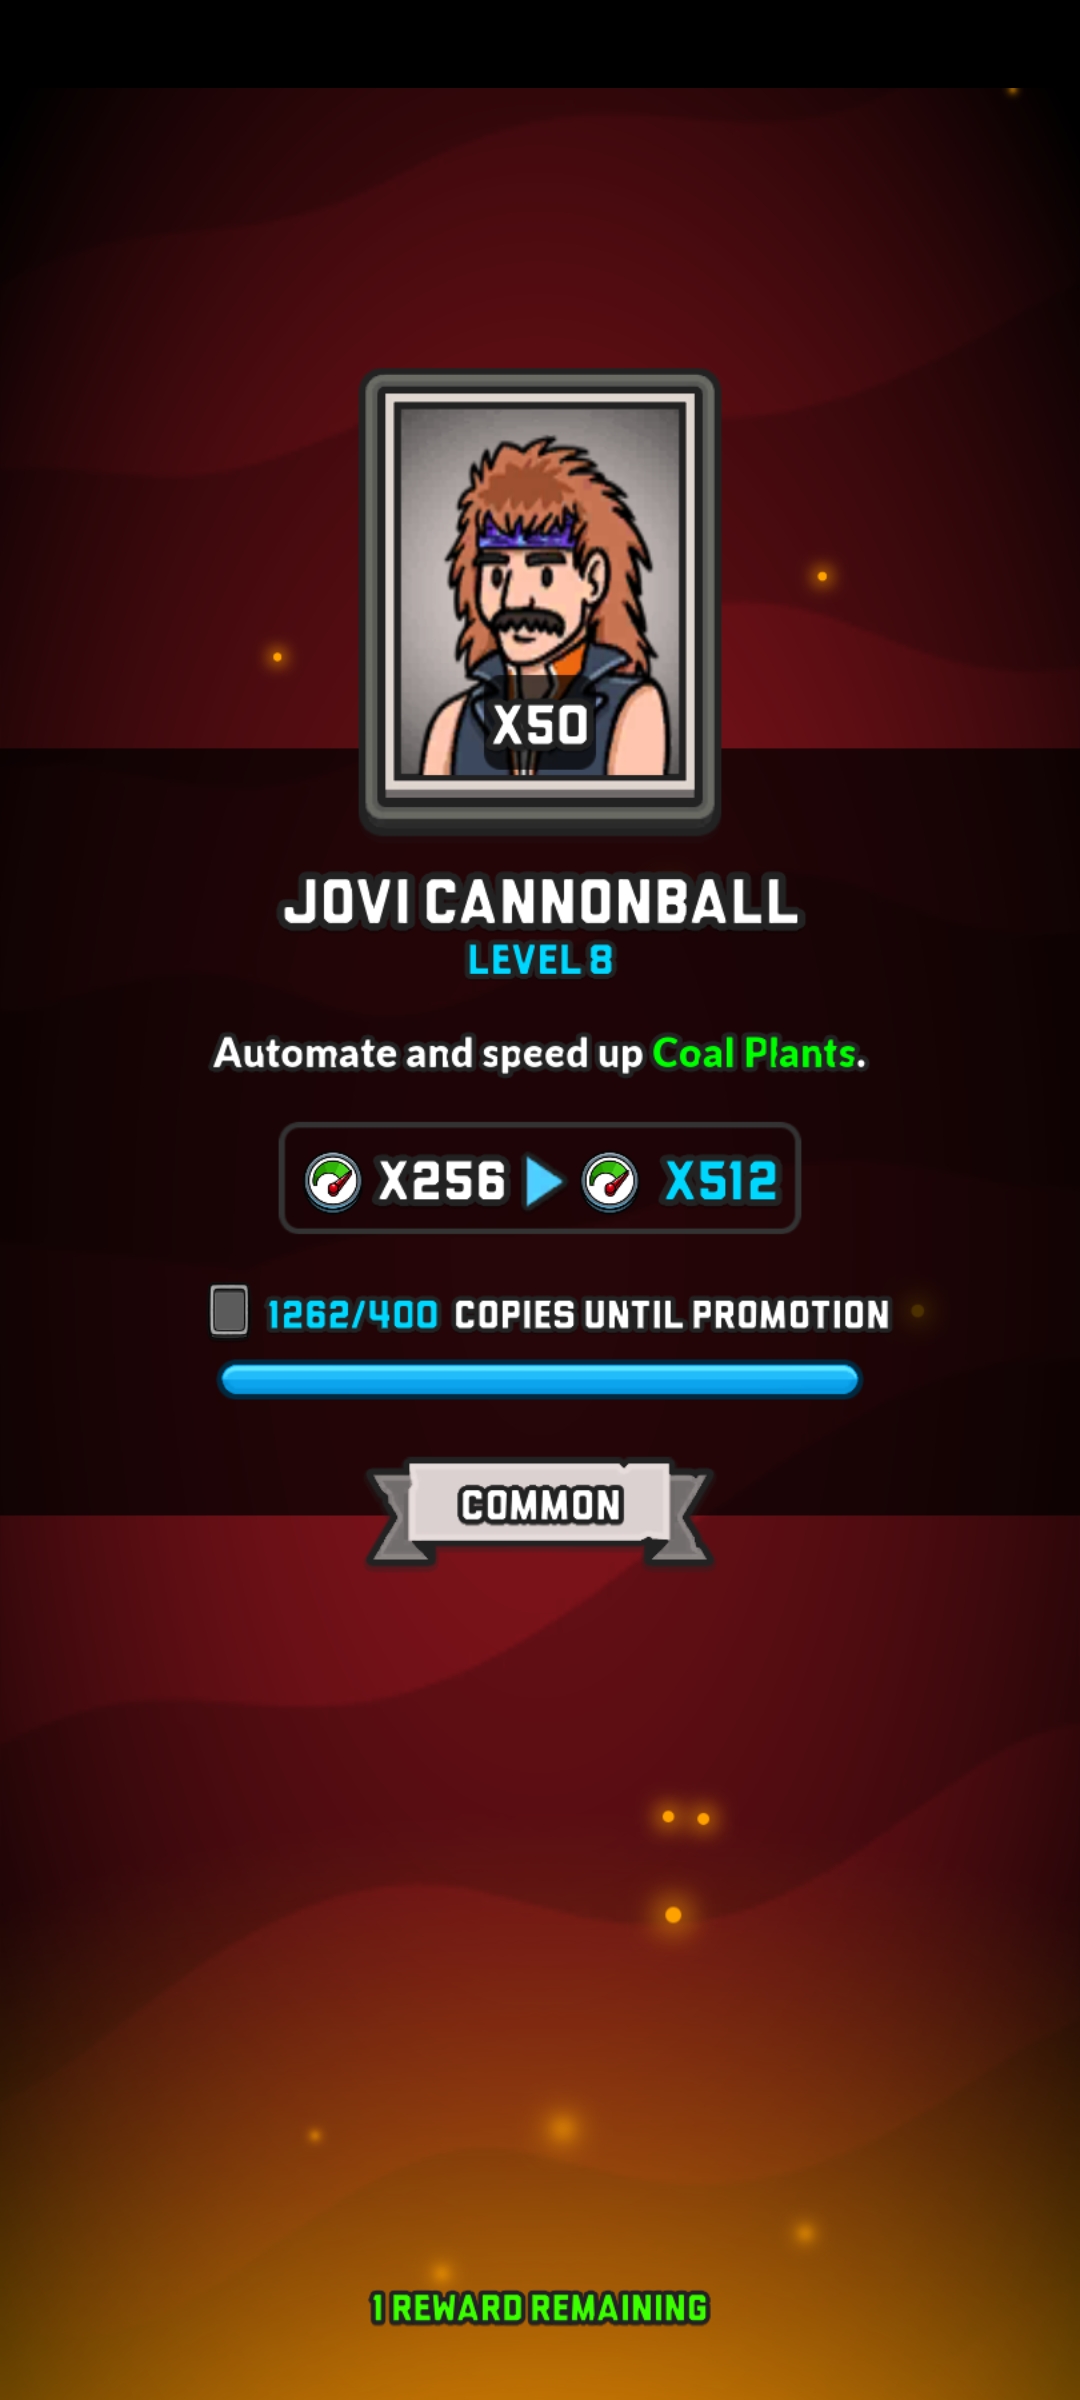 X50
JOVI CANNONBALL
LEVEL 8
Automate and speed up Coal Plants.
X256 X512
1262/400 COPIES UNTIL PROMOTION
COMMON
1 REWARD REMAINING